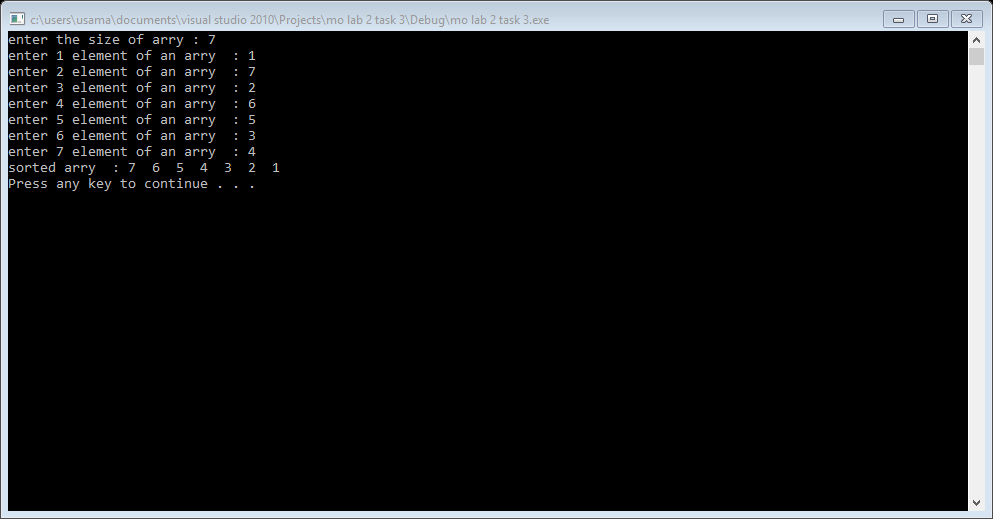 c:\users\usama\documents\visual studio 2010\Projects\mo lab 2 task 3\Debug\mo lab 2 task 3.exe
enter the size of arry : 7
enter 1 element of an arry  : 1
enter 2 element of an arry  : 7
enter 3 element of an arry  : 2
enter 4 element of an arry  : 6
enter 5 element of an arry  : 5
enter 6 element of an arry  : 3
enter 7 element of an arry  : 4
sorted arry  : 7  6  5  4  3  2  1
Press any key to continue . . .